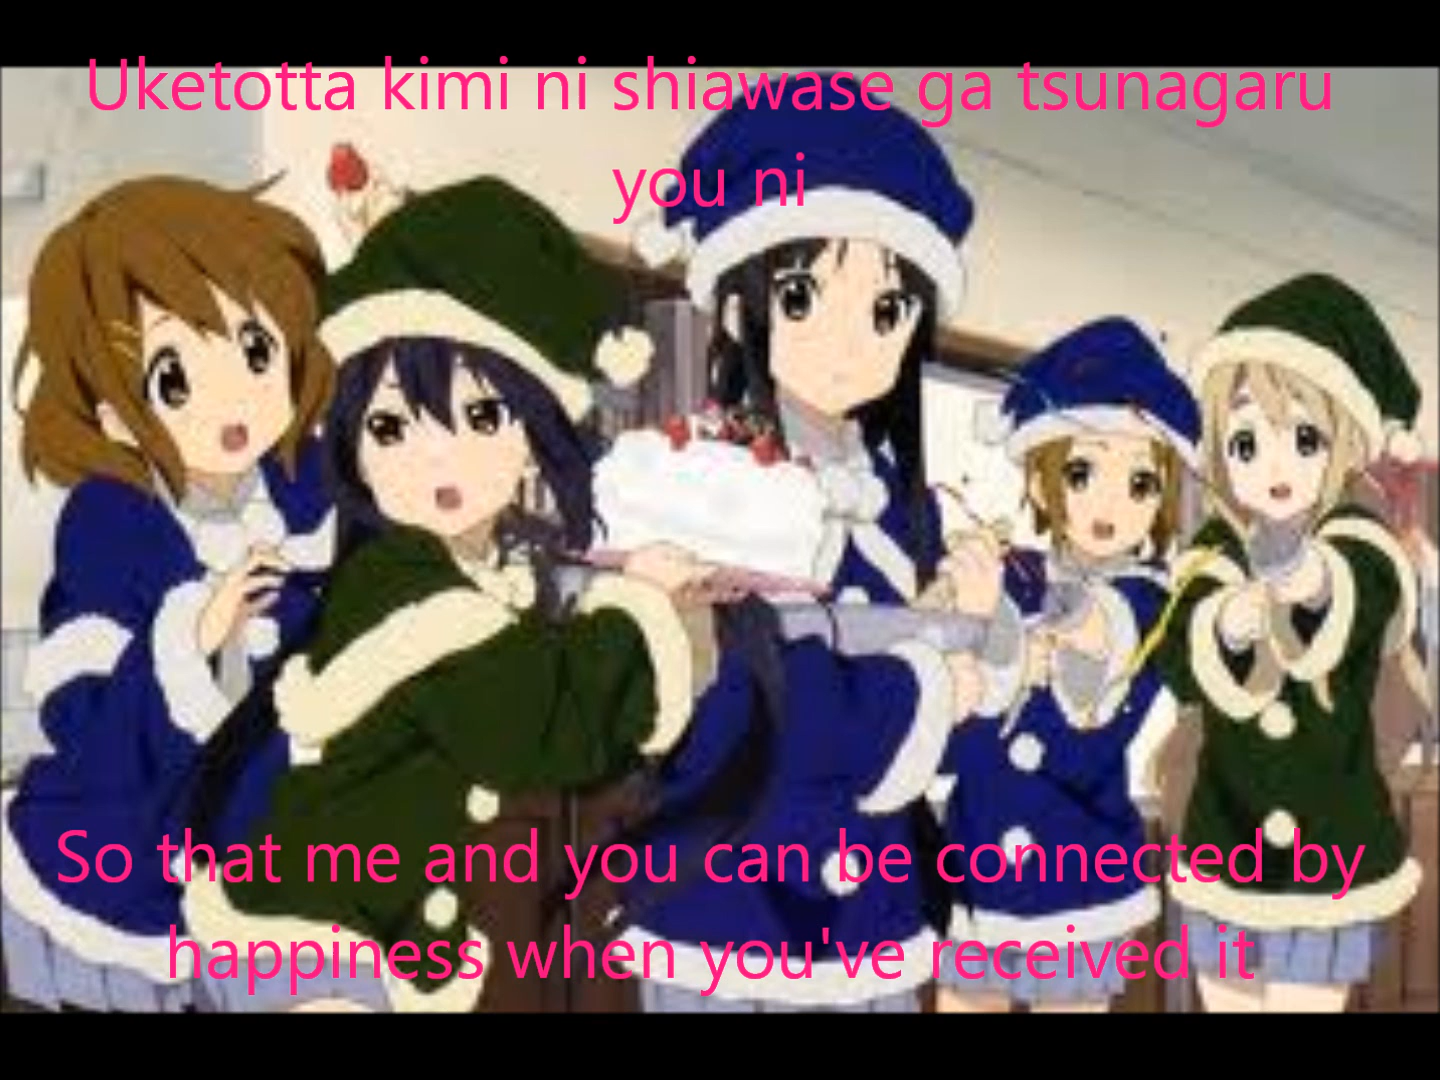 Uketotta kimi ni shiawase ga tsunagaru
you ni
So that me and you can be connected by
happiness when you've received it